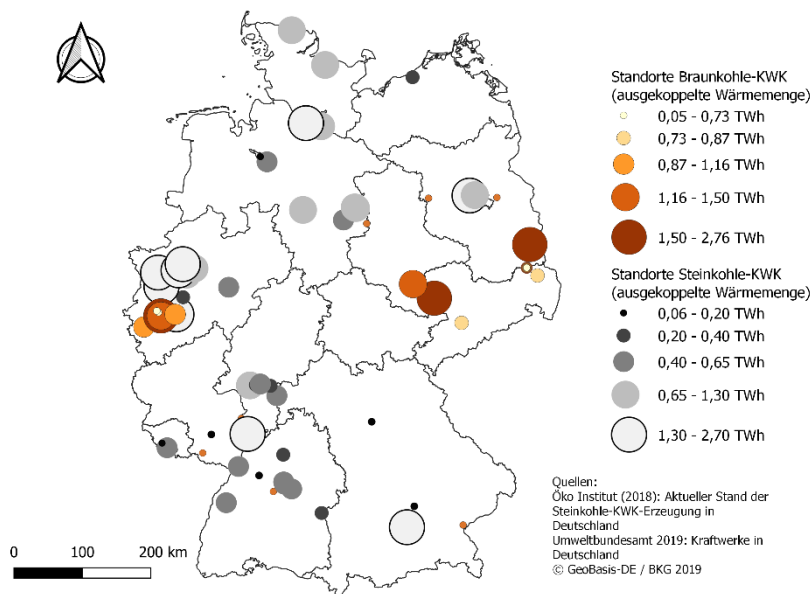 Standorte Braunkohle-KWK
(ausgekoppelte Wärmemenge)
0,05 - 0,73 TWh
0,73 - 0,87 TWh
0,87 - 1,16 TWh
1,16 - 1,50 TWh
1,50 - 2,76 TWh
Standorte Steinkohle-KWK
(ausgekoppelte Wärmemenge)
0,06 - 0,20 TWh
0,20 - 0,40 TWh
0,40 - 0,65 TWh
0,65 - 1,30 TWh
1,30 - 2,70 TWh
Quellen:
Öko Institut (2018): Aktueller Stand der
Steinkohle-KWK-Erzeugung in
Deutschland
Umweltbundesamt 2019: Kraftwerke in
Deutschland
© GeoBasis-DE / BKG 2019
0 100 200 km